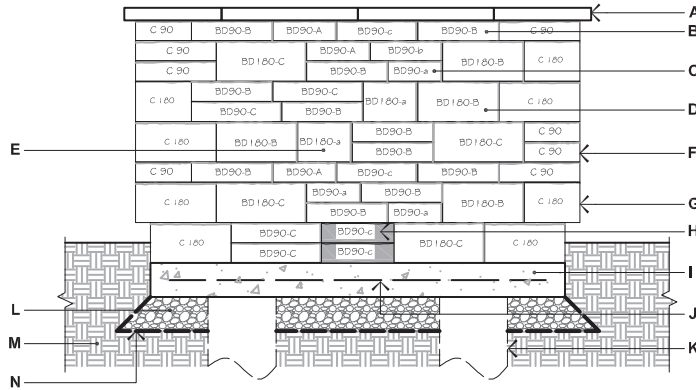 A
C 90 BD90-B BD90-A BD90-c BD90-B C 90 B
C 90 BD180-C BD90-A BD90-b BD180-B C 180
C 90 BD90-B BD90-a C
C 180 BD90-B BD90-C BD180-a BD180-B C 180 D
BD90-C BD90-B
E C 180 BD180-B BD180-a BD90-B BD180-C C 90
BD90-B C 90 F
C 90 BD90-B BD90-A BD90-c BD90-B C 90
C 180 BD180-C BD90-a BD90-B BD180-B C 180 G
BD90-B BD90-a
C 180 BD90-C BD90-c BD180-C C 180 H
BD90-C BD90-c
I
L J
M K
N